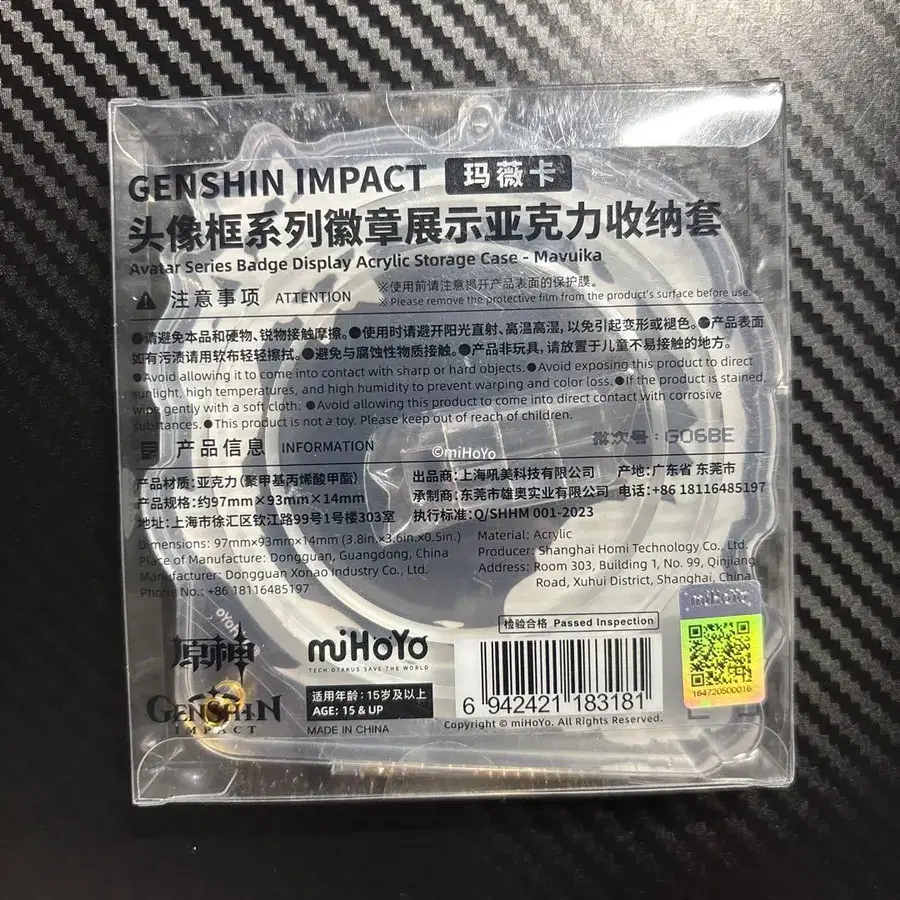 GENSHIN IMPACT 玛薇卡
头像框系列徽章展示亚克力收纳套
Avatar Series Badge Display Acrylic Storage Case - Mavuika
注意事项 ATTENTION
※使用前请注意揭开产品表面的保护膜。
※ Please remove the protective film from the product's surface before use.
●请避免本品和硬物、锐物接触摩擦。●使用时请避开阳光直射、高温高湿，以免引起变形或褪色。●产品表面
如有污渍请用软布轻轻擦拭。●避免与腐蚀性物质接触。●产品非玩具，请放置于儿童不易接触的地方。
●Avoid allowing it to come into contact with sharp or hard objects. ●Avoid exposing this product to direct
sunlight, high temperatures, and high humidity to prevent warping and color loss. ●If the product is stained,
wipe gently with a soft cloth. ●Avoid allowing this product to come into direct contact with corrosive
substances. ●This product is not a toy. Please keep out of reach of children.
产品信息 INFORMATION
批次号：G06BE
©miHoYo
产品材质：亚克力（聚甲基丙烯酸甲酯）
产品规格：约97mm×93mm×14mm
地址：上海市徐汇区钦江路99号1号楼303室
出品商：上海吼美科技有限公司 产地：广东省 东莞市
承制商：东莞市雄奥实业有限公司 电话：+86 18116485197
执行标准：Q/SHHM 001-2023
Dimensions: 97mm×93mm×14mm (3.8in.×3.6in.×0.5in.)
Place of Manufacture: Dongguan, Guangdong, China
Manufacturer: Dongguan Xonao Industry Co., Ltd.
Phone No.: +86 18116485197
Material: Acrylic
Producer: Shanghai Homi Technology Co., Ltd.
Address: Room 303, Building 1, No. 99, Qinjiang
Road, Xuhui District, Shanghai, China
检验合格 Passed Inspection
miHoYo
164720500016
原神
GENSHIN
IMPACT
miHoYo
TECH OTAKUS SAVE THE WORLD
适用年龄：15岁及以上
AGE: 15 & UP
MADE IN CHINA
6 942421 183181
Copyright © miHoYo. All Rights Reserved.